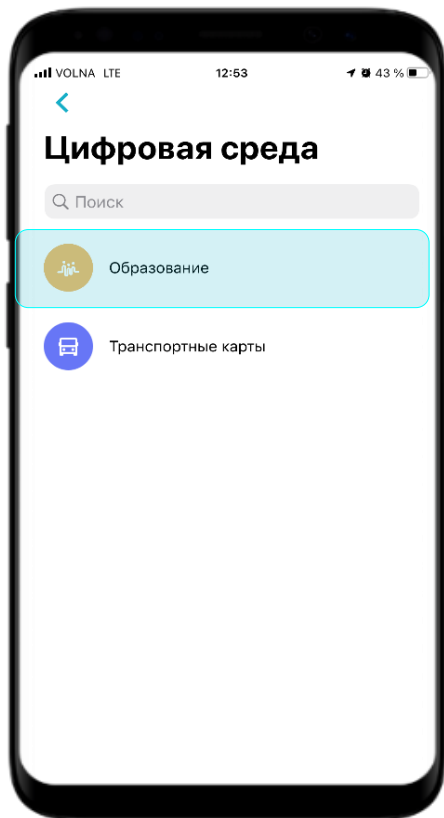 VOLNA LTE 12:53 43 %
Цифровая среда
Поиск
Образование
Транспортные карты